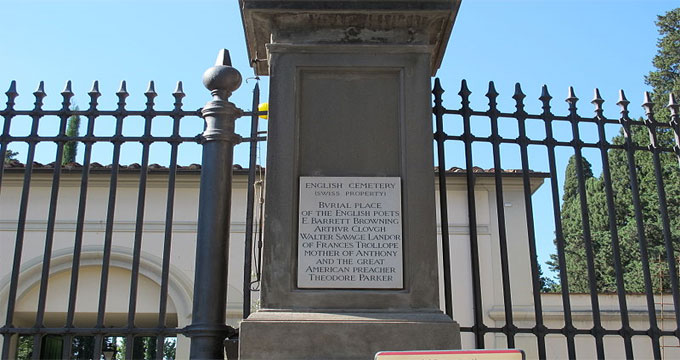 ENGLISH CEMETERY
(SWISS PROPERTY)
BVRIAL PLACE
OF THE ENGLISH POETS
E. BARRETT BROWNING
ARTHVR CLOVGH
WALTER SAVAGE LANDOR
OF FRANCES TROLLOPE
MOTHER OF ANTHONY
AND THE GREAT
AMERICAN PREACHER
THEODORE PARKER